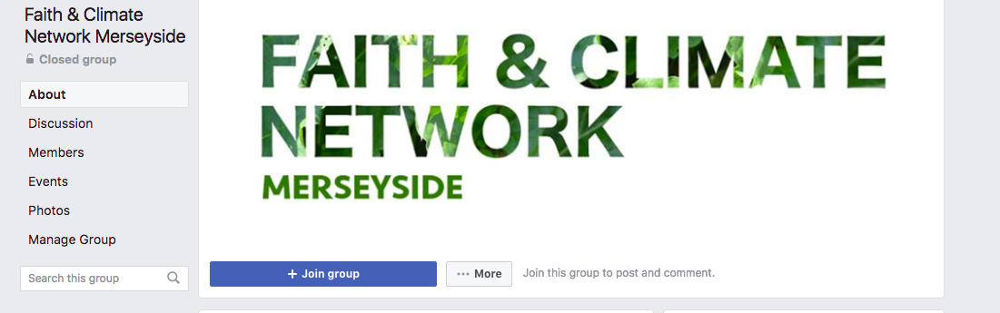 Faith & Climate
Network Merseyside
Closed group
About
Discussion
Members
Events
Photos
Manage Group
Search this group
FAITH & CLIMATE
NETWORK
MERSEYSIDE
+ Join group
••• More
Join this group to post and comment.